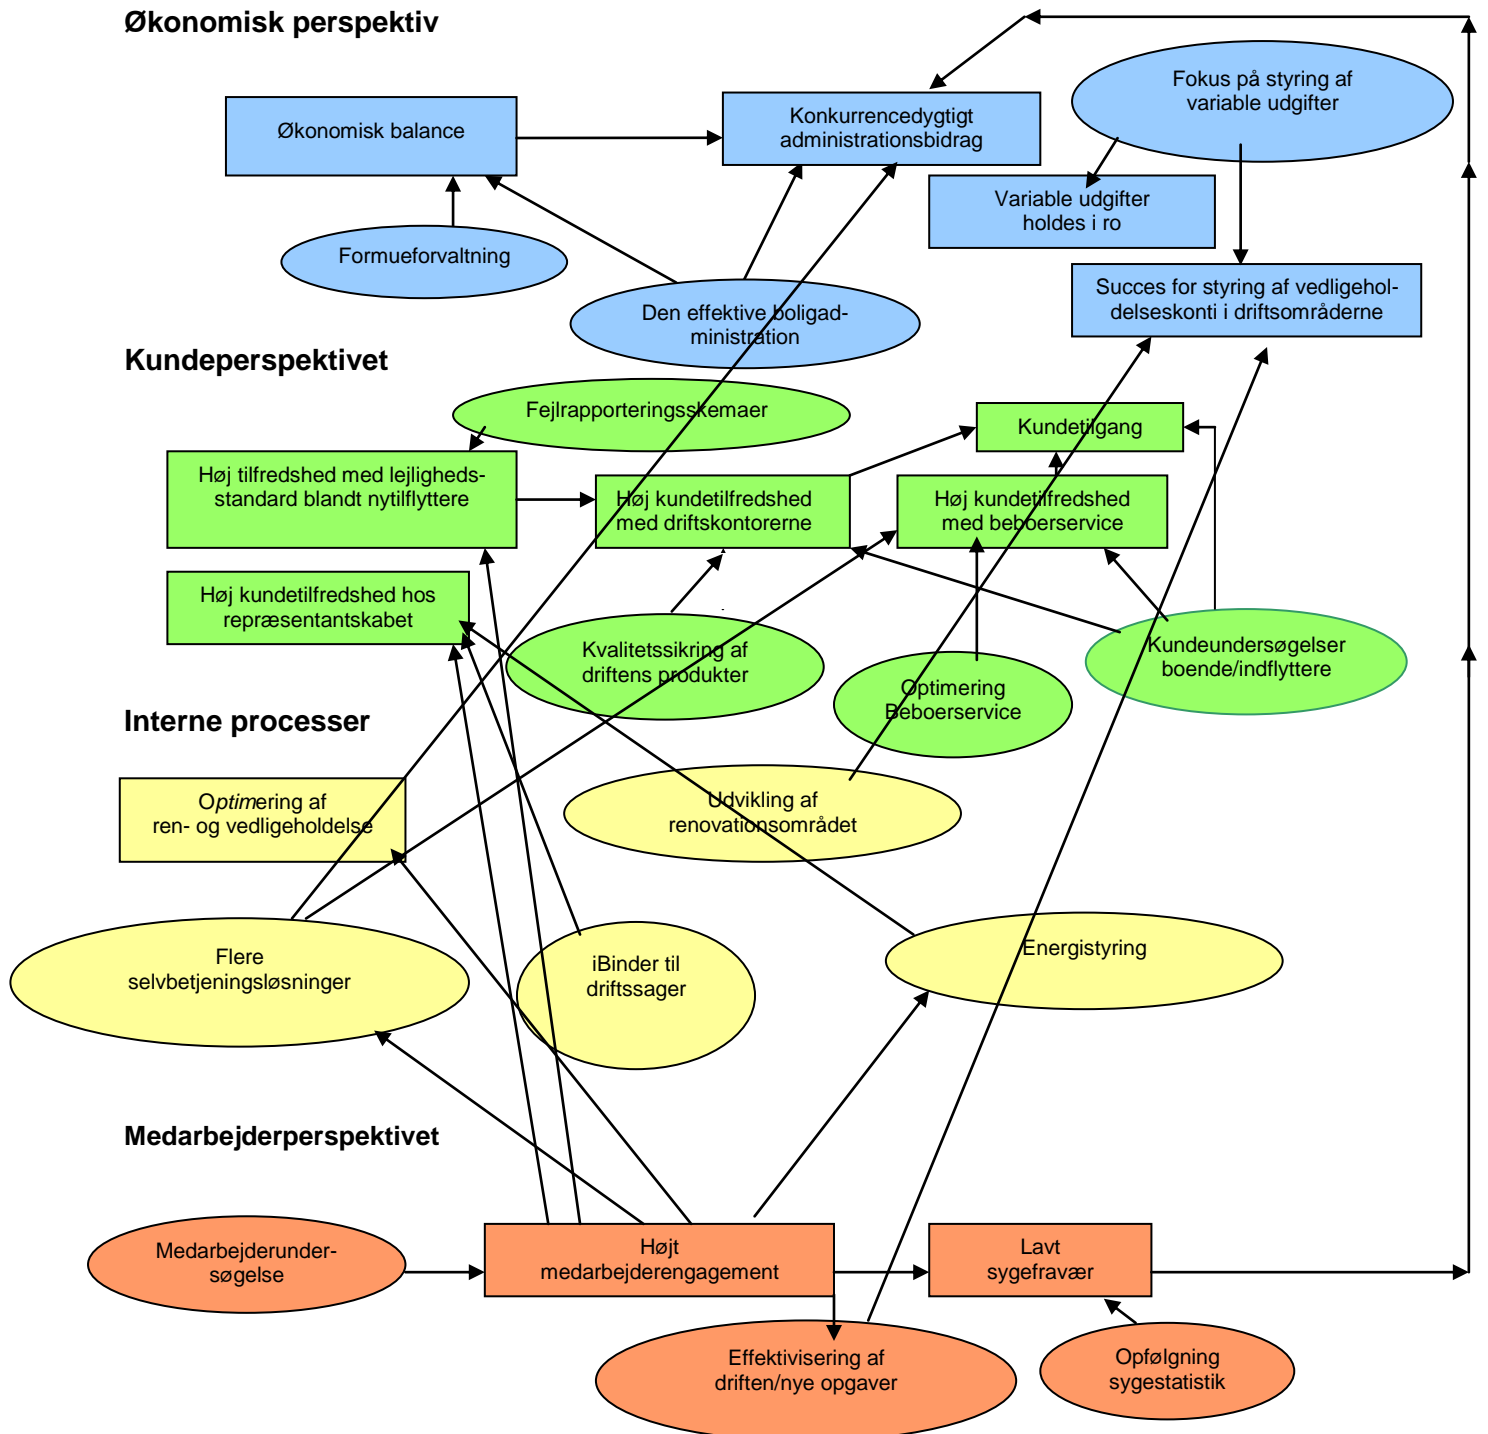 Økonomisk perspektiv
Fokus på styring af
variable udgifter
Økonomisk balance
Konkurrencedygtigt
administrationsbidrag
Variable udgifter
holdes i ro
Formueforvaltning
Den effektive boligad-
ministration
Succes for styring af vedligehol-
delseskonti i driftsområderne
Kundeperspektivet
Fejlrapporteringsskemaer
Kundetilgang
Høj tilfredshed med lejligheds-
standard blandt nytilflyttere
Høj kundetilfredshed
med driftskontorerne
Høj kundetilfredshed
med beboerservice
Høj kundetilfredshed hos
repræsentantskabet
Kvalitetssikring af
driftens produkter
Optimering
Beboerservice
Kundeundersøgelser
boende/indflyttere
Interne processer
Optimering af
ren- og vedligeholdelse
Udvikling af
renovationsområdet
Flere
selvbetjeningsløsninger
iBinder til
driftssager
Energistyring
Medarbejderperspektivet
Medarbejderunder-
søgelse
Højt
medarbejderengagement
Lavt
sygefravær
Effektivisering af
driften/nye opgaver
Opfølgning
sygestatistik